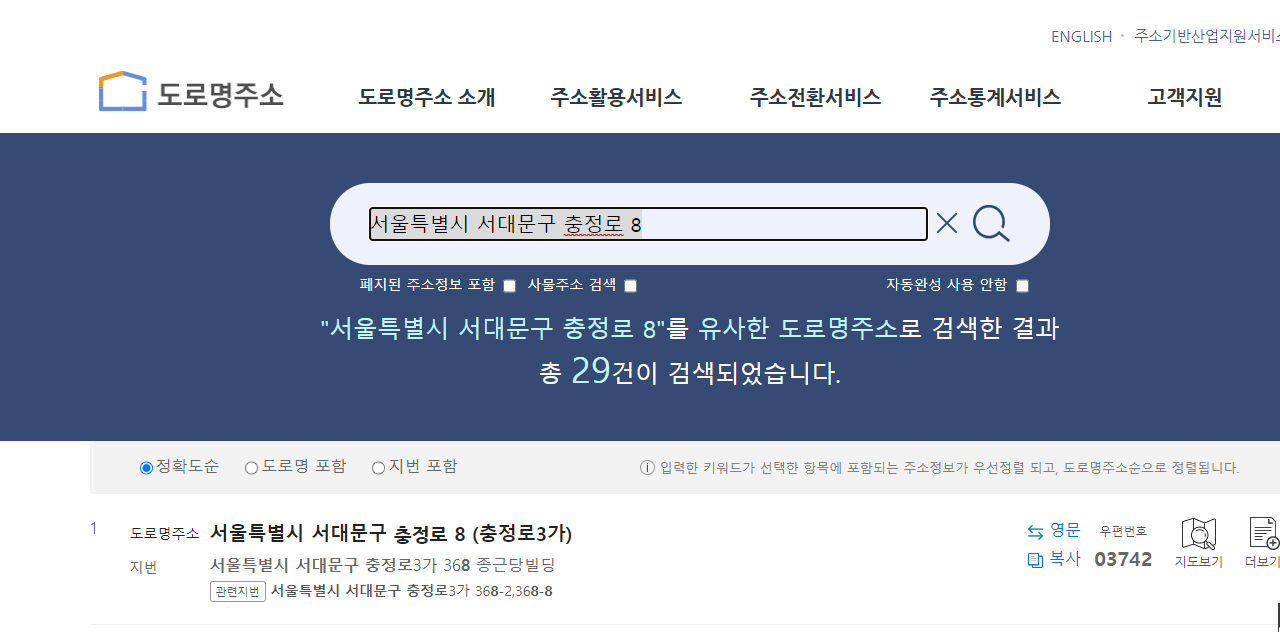 ENGLISH · 주소기반산업지원서비스
도로명주소 도로명주소 소개 주소활용서비스 주소전환서비스 주소통계서비스 고객지원
서울특별시 서대문구 충정로 8
폐지된 주소정보 포함 사물주소 검색 자동완성 사용 안함
"서울특별시 서대문구 충정로 8"를 유사한 도로명주소로 검색한 결과
총 29건이 검색되었습니다.
정확도순 도로명 포함 지번 포함 입력한 키워드가 선택한 항목에 포함되는 주소정보가 우선정렬 되고, 도로명주소순으로 정렬됩니다.
1 도로명주소 서울특별시 서대문구 충정로 8 (충정로3가) 영문 우편번호
지번 서울특별시 서대문구 충정로3가 368 종근당빌딩 복사 03742 지도보기 더보기
관련지번 서울특별시 서대문구 충정로3가 368-2,368-8